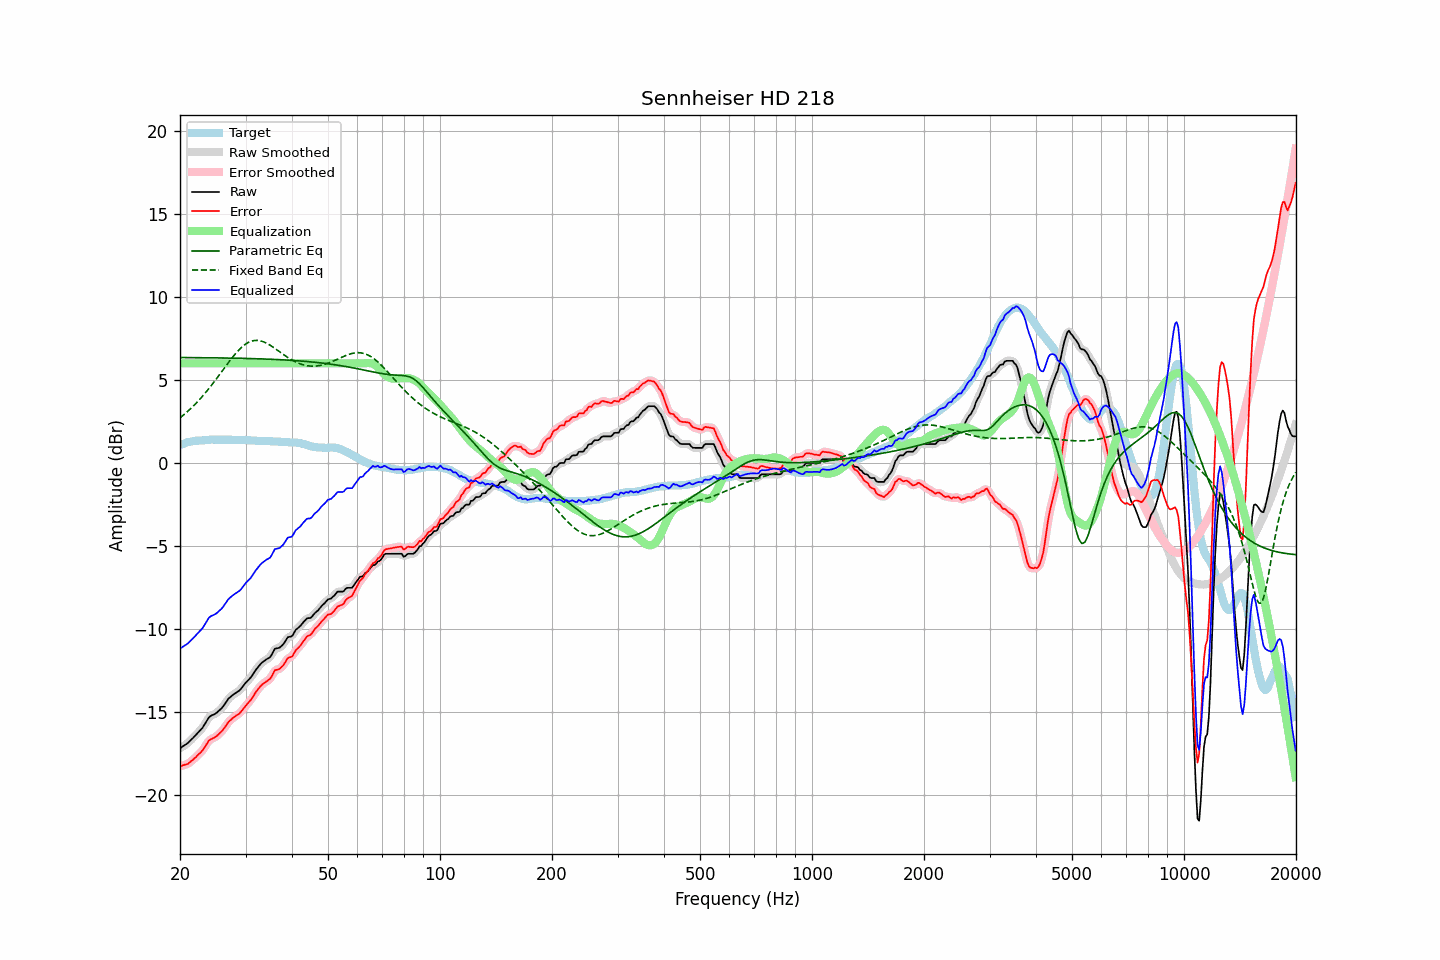 Sennheiser HD 218
Target
Raw Smoothed
Error Smoothed
Raw
Error
Equalization
Parametric Eq
Fixed Band Eq
Equalized
Amplitude (dBr)
20
15
10
5
0
−5
−10
−15
−20
20 50 100 200 500 1000 2000 5000 10000 20000
Frequency (Hz)